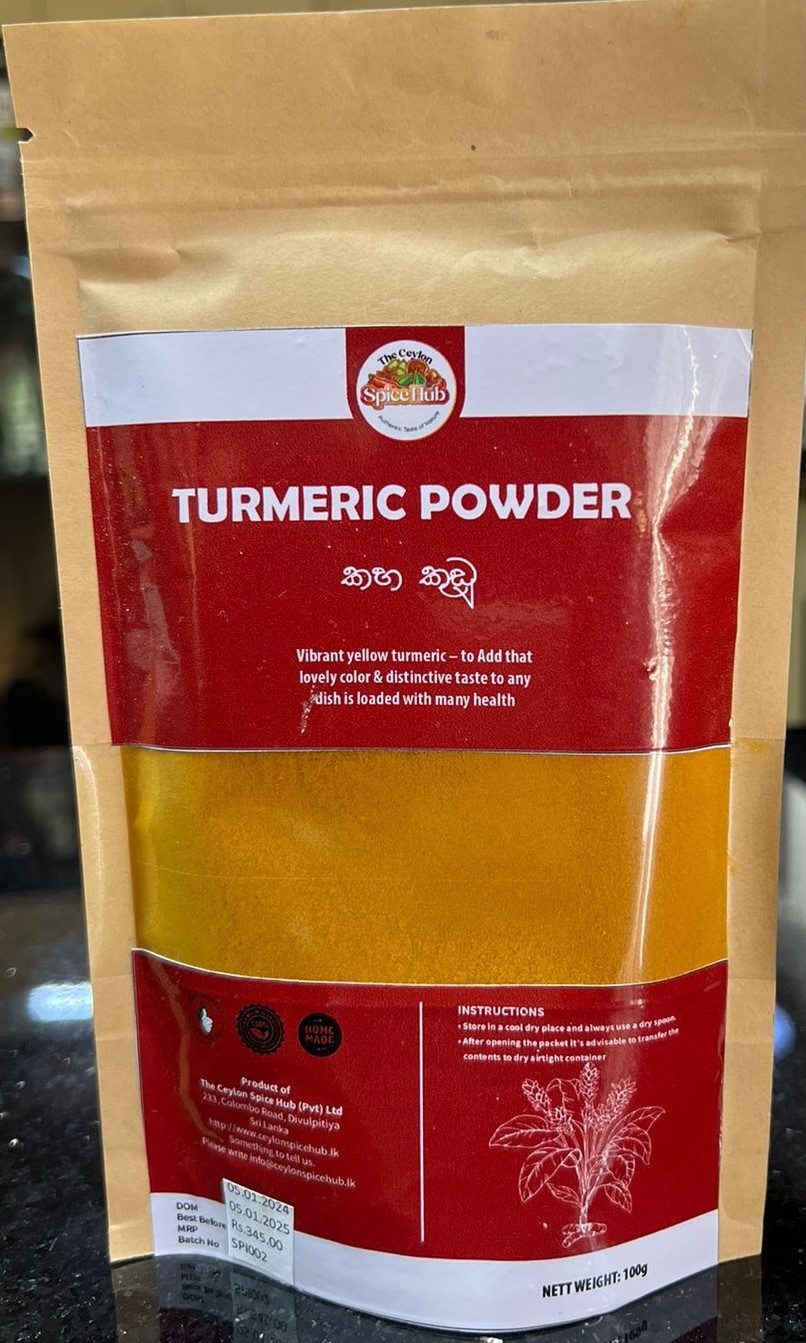 The Ceylon
Spice Hub
Authentic Taste of Nature
TURMERIC POWDER
කහ කුඩු
Vibrant yellow turmeric – to Add that
lovely color & distinctive taste to any
dish is loaded with many health
100%
HOME
MADE
Product of
The Ceylon Spice Hub (Pvt) Ltd
233, Colombo Road, Divulpitiya
Sri Lanka
http://www.ceylonspicehub.lk
Something to tell us.
Please write info@ceylonspicehub.lk
INSTRUCTIONS
• Store in a cool dry place and always use a dry spoon.
• After opening the packet it's advisable to transfer the
contents to dry airtight container
DOM 05.01.2024
Best Before 05.01.2025
MRP Rs.345.00
Batch No SPI002
NETT WEIGHT: 100g